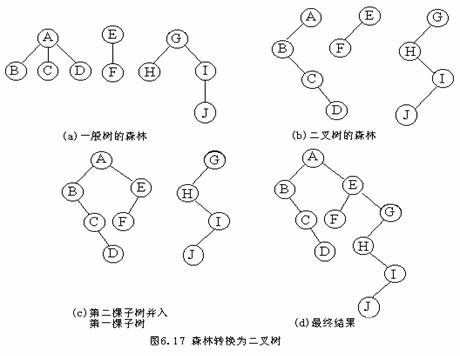 A E G
B C D F H I
J
(a)一般树的森林
A E G
B F H
C I
D J
(b)二叉树的森林
A G
B E H
C F I
D J
(c)第二棵子树并入
第一棵子树
A
B E
C F G
D H
I
J
(d)最终结果
图6.17 森林转换为二叉树